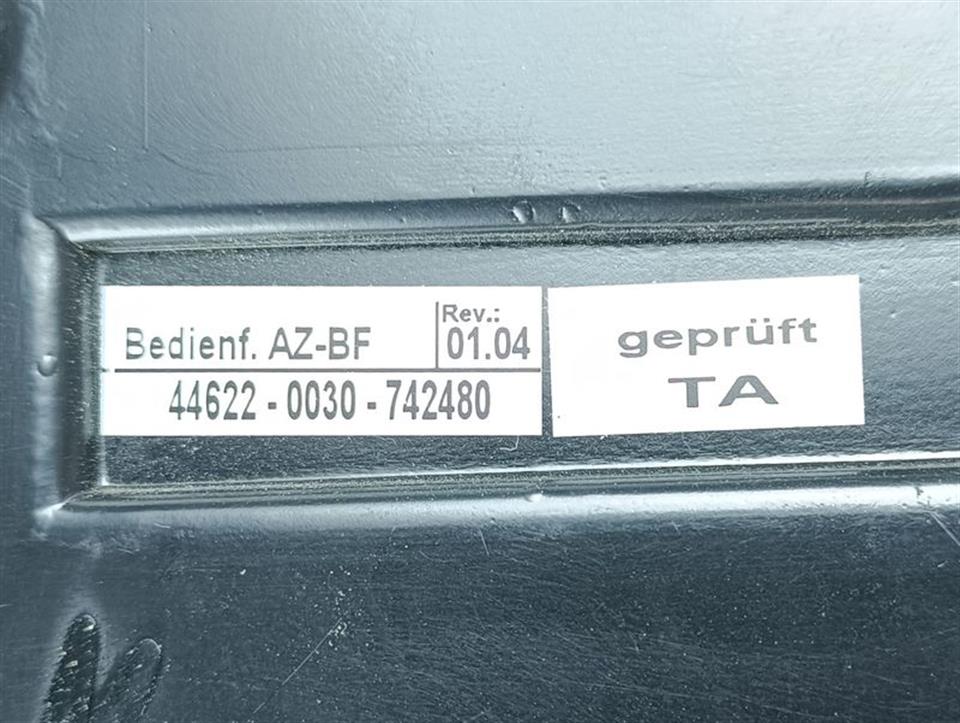 Bedienf. AZ-BF
Rev.:
01.04
44622 - 0030 - 742480
geprüft
TA